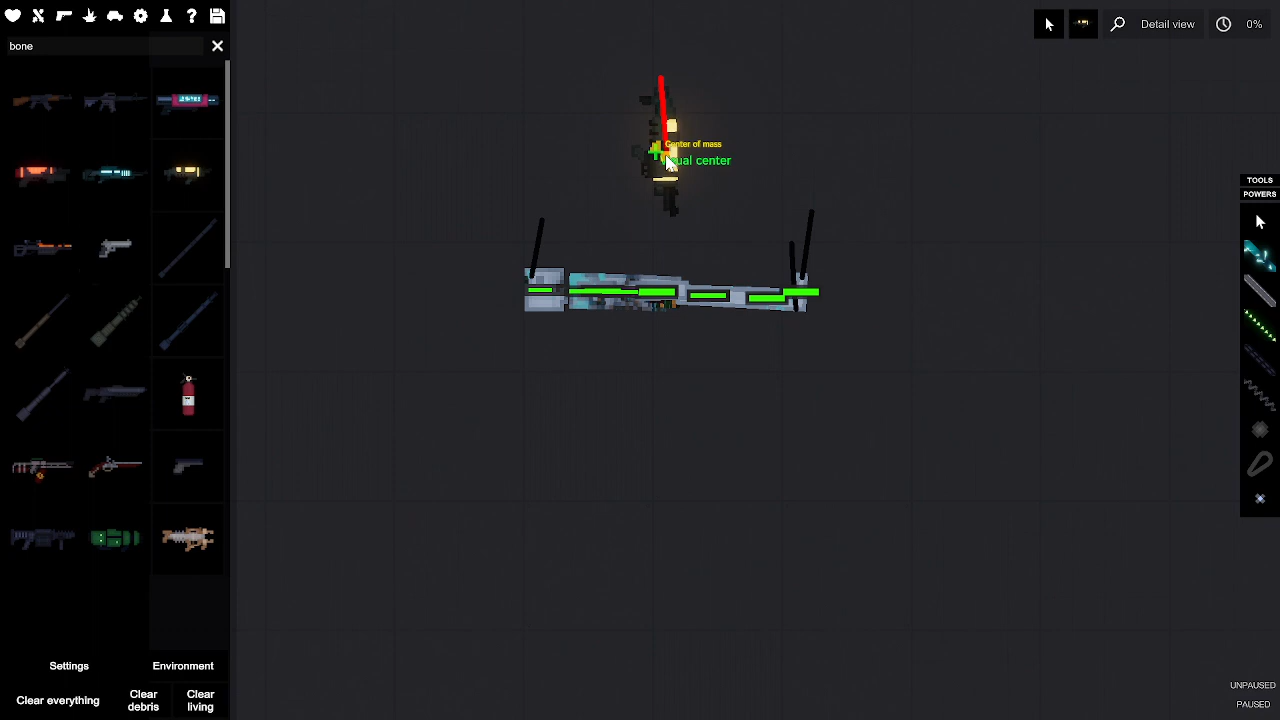 bone
Detail view
0%
Center of mass
ual center
TOOLS
POWERS
Settings
Environment
Clear everything
Clear debris
Clear living
UNPAUSED
PAUSED